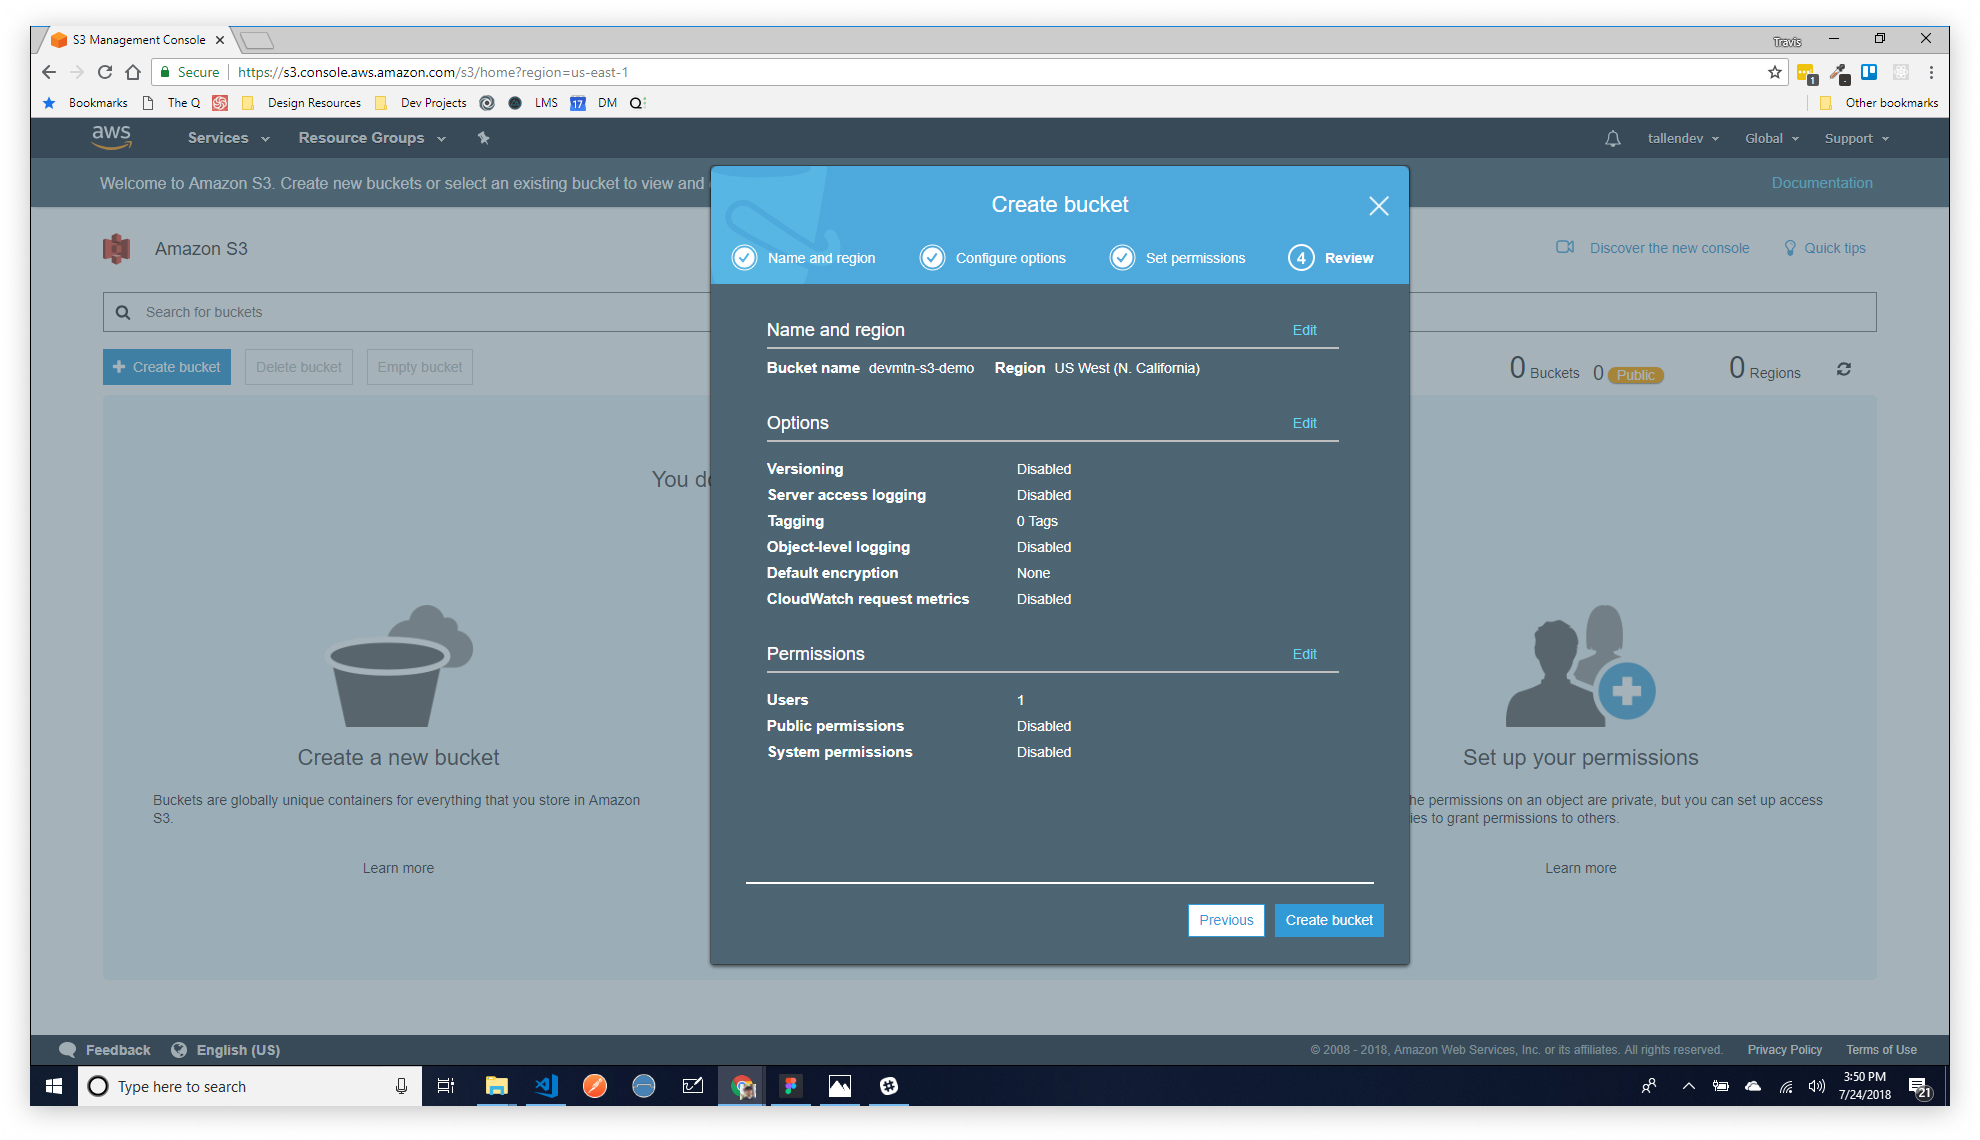 S3 Management Console
Travis
Secure https://s3.console.aws.amazon.com/s3/home?region=us-east-1
1
Bookmarks The Q Design Resources Dev Projects LMS 17 DM Q Other bookmarks
aws Services Resource Groups tallendev Global Support
Welcome to Amazon S3. Create new buckets or select an existing bucket to view and Documentation
Create bucket
Name and region Configure options Set permissions 4 Review
Amazon S3 Discover the new console Quick tips
Search for buckets
Create bucket Delete bucket Empty bucket 0 Buckets 0 Public 0 Regions
Name and region Edit
Bucket name devmtn-s3-demo Region US West (N. California)
Options Edit
Versioning Disabled
Server access logging Disabled
Tagging 0 Tags
Object-level logging Disabled
Default encryption None
CloudWatch request metrics Disabled
Permissions Edit
Users 1
Public permissions Disabled
System permissions Disabled
Previous Create bucket
You do
Create a new bucket
Buckets are globally unique containers for everything that you store in Amazon
S3.
Learn more
Set up your permissions
he permissions on an object are private, but you can set up access
ies to grant permissions to others.
Learn more
Feedback English (US) © 2008 - 2018, Amazon Web Services, Inc. or its affiliates. All rights reserved. Privacy Policy Terms of Use
Type here to search
3:50 PM
7/24/2018
21